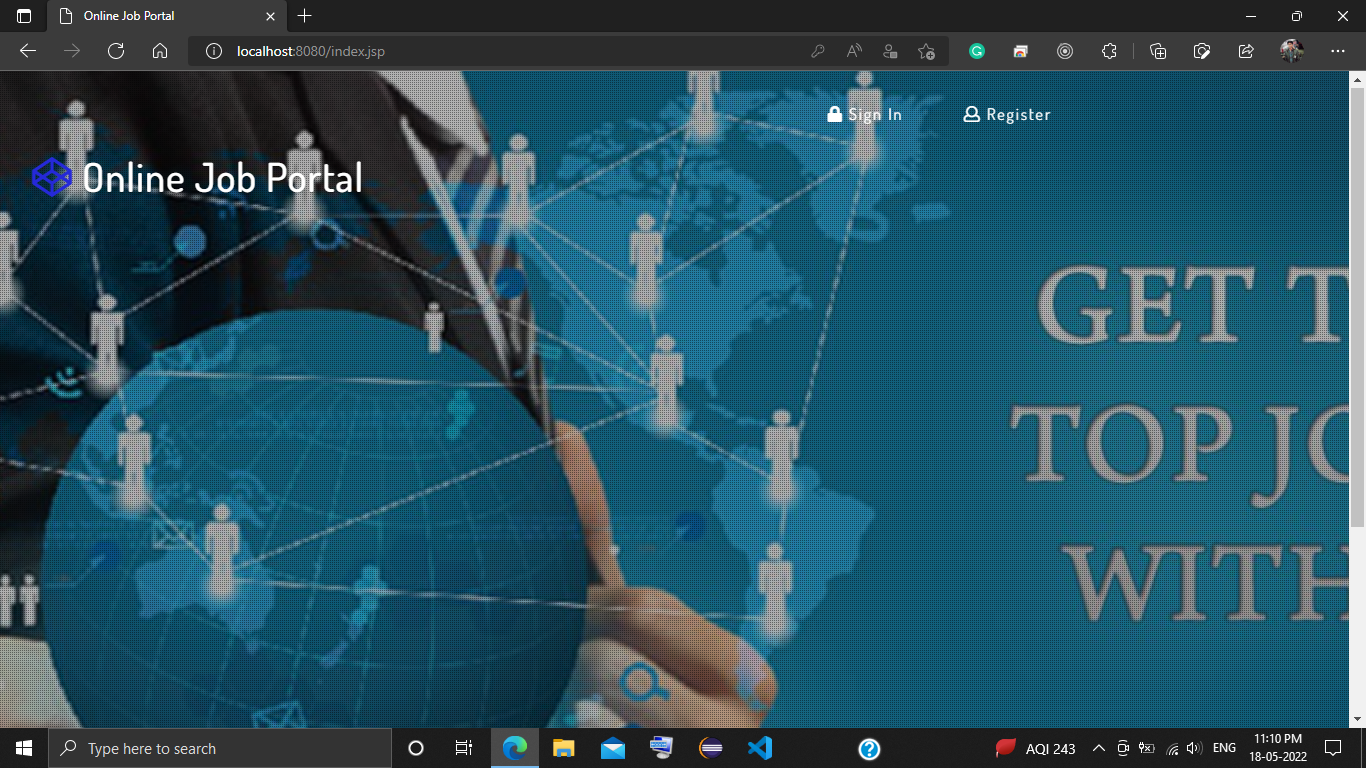 Online Job Portal
localhost:8080/index.jsp
Sign In
Register
Online Job Portal
GET T
TOP JO
WITH
Type here to search
AQI 243
ENG
11:10 PM
18-05-2022